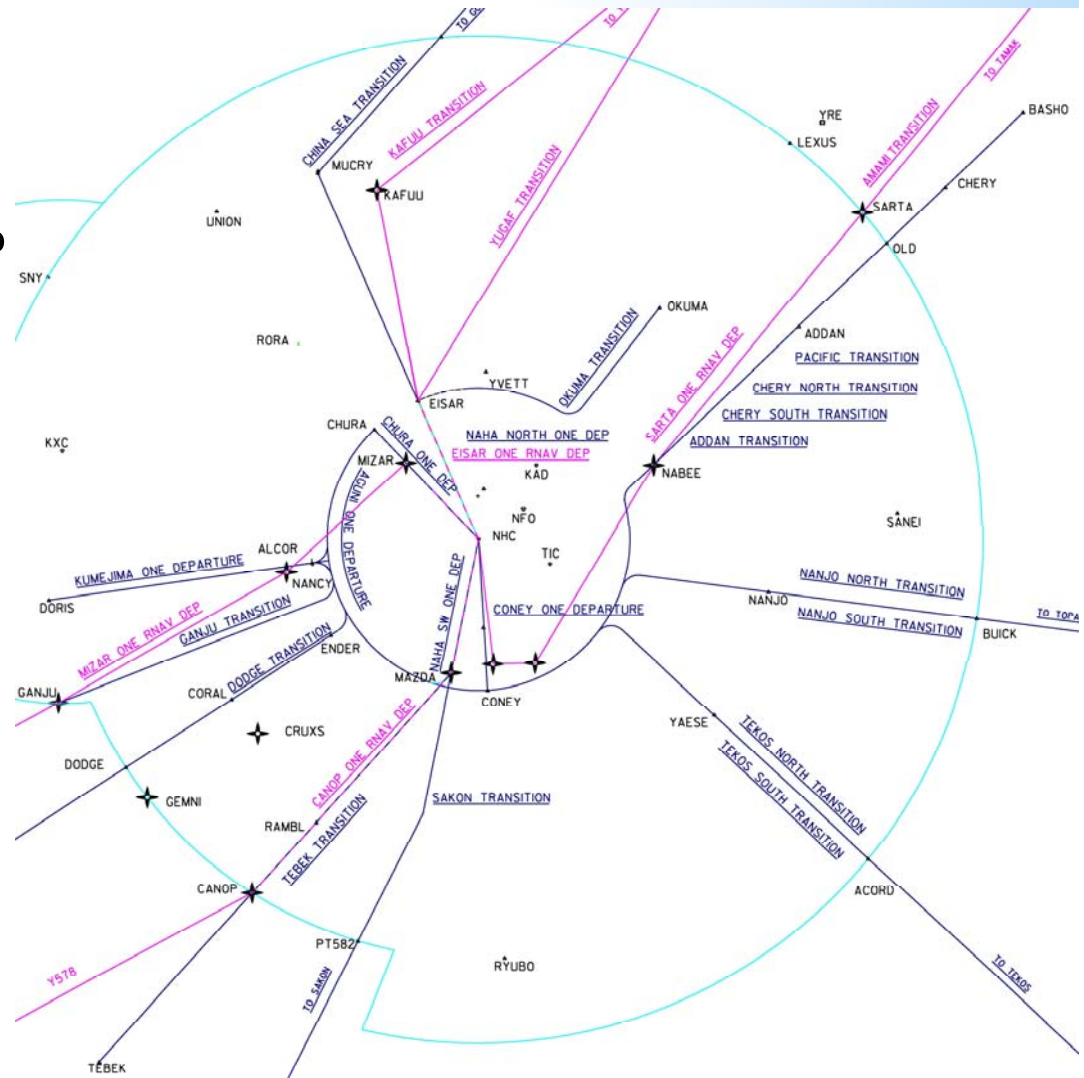 TO
TO
TO TAMAK
CHINA SEA TRANSITION
KAFUU TRANSITION
MUCRY
KAFUU
YUGAF TRANSITION
UNION
SNY
RORA
YRE
LEXUS
BASHO
AMAMI TRANSITION
CHERY
SARTA
OLD
OKUMA
OKUMA TRANSITION
ADDAN
PACIFIC TRANSITION
CHERY NORTH TRANSITION
CHERY SOUTH TRANSITION
ADDAN TRANSITION
SARTA ONE RNAV DEP
YVETT
EISAR
CHURA
CHURA ONE DEP
NAHA NORTH ONE DEP
EISAR ONE RNAV DEP
KXC
MIZAR
KAD
NABEE
AGUNI ONE DEPARTURE
NFO
NHC
TIC
SANEI
ALCOR
KUMEJIMA ONE DEPARTURE
NANCY
DORIS
MIZAR ONE RNAV DEP
GANJU TRANSITION
NAHA SW ONE DEP
CONEY ONE DEPARTURE
NANJO NORTH TRANSITION
NANJO
NANJO SOUTH TRANSITION
BUICK
TO TOPA
ENDER
DODGE TRANSITION
MAZDA
CONEY
GANJU
CORAL
CRUXS
CANOP ONE RNAV DEP
YAESE
TEKOS NORTH TRANSITION
TEKOS SOUTH TRANSITION
DODGE
GEMNI
SAKON TRANSITION
RAMBL
TEBEK TRANSITION
CANOP
ACORD
PT582
RYUBO
Y578
TO SAKON
TO TEKOS
TEBEK